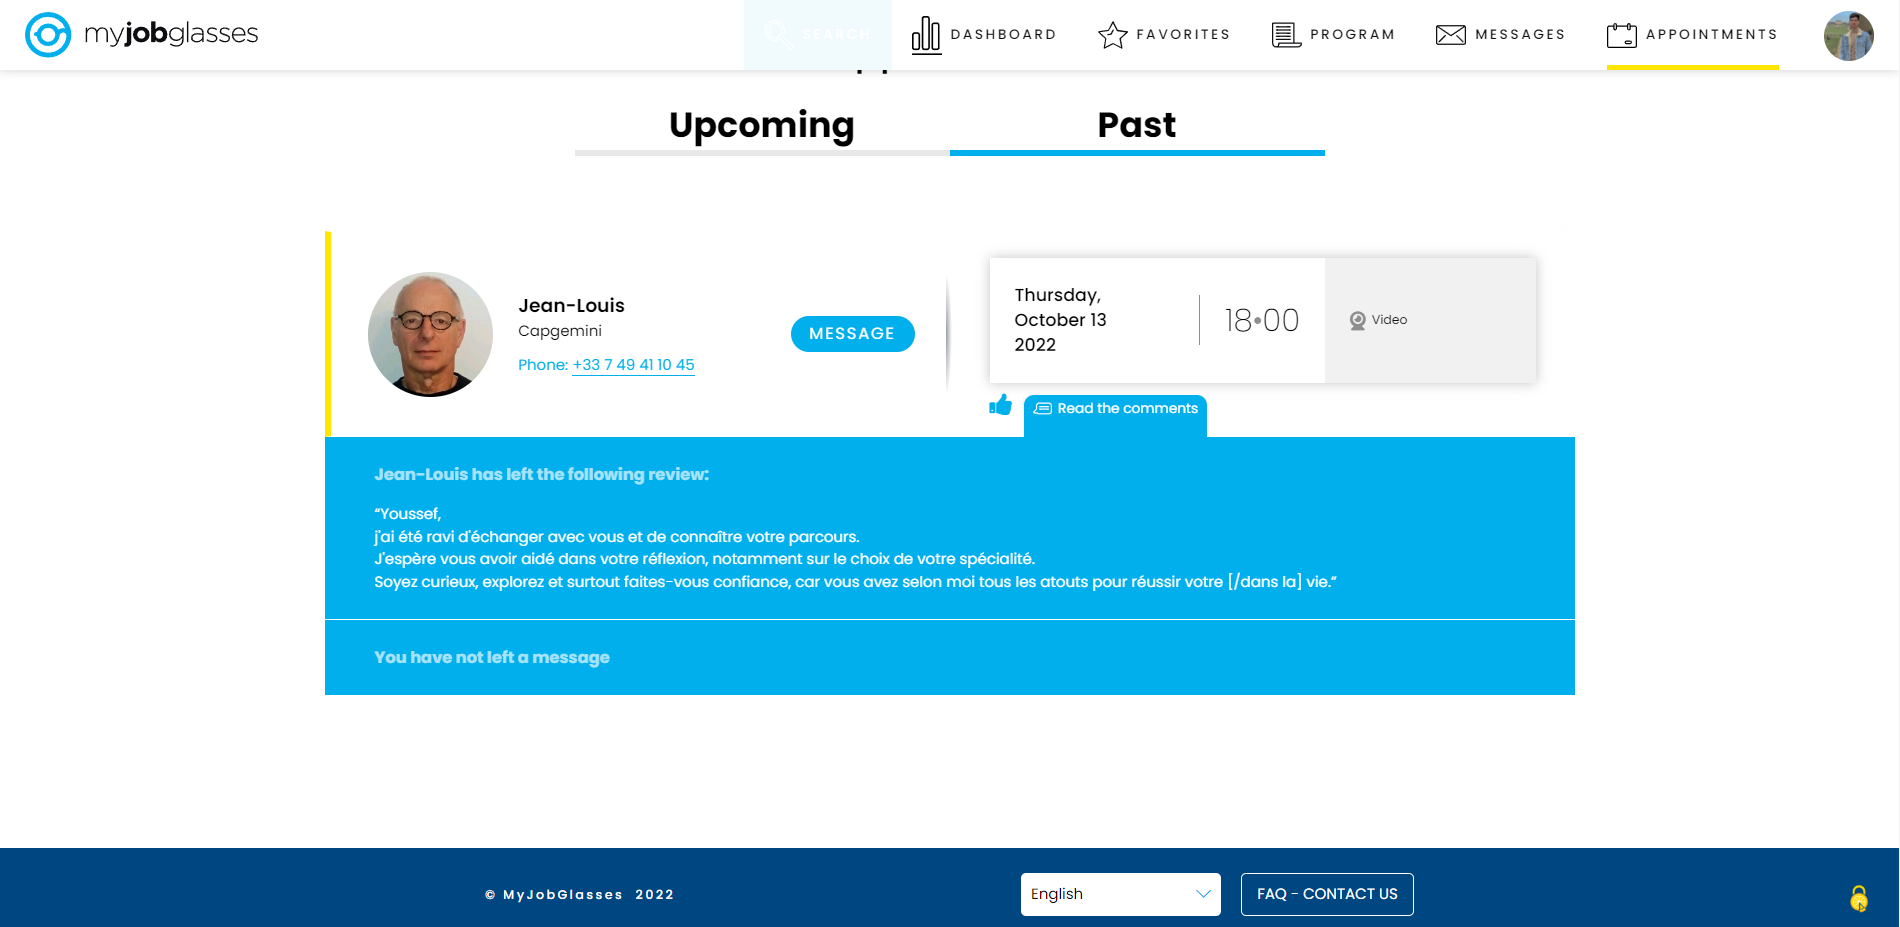 myjobglasses
SEARCH
DASHBOARD
FAVORITES
PROGRAM
MESSAGES
APPOINTMENTS
Upcoming
Past
Jean-Louis
Capgemini
Phone: +33 7 49 41 10 45
MESSAGE
Thursday,
October 13
2022
18•00
Video
Read the comments
Jean-Louis has left the following review:
“Youssef,
j'ai été ravi d'échanger avec vous et de connaître votre parcours.
J'espère vous avoir aidé dans votre réflexion, notamment sur le choix de votre spécialité.
Soyez curieux, explorez et surtout faites-vous confiance, car vous avez selon moi tous les atouts pour réussir votre [/dans la] vie.“
You have not left a message
© MyJobGlasses 2022
English
FAQ - CONTACT US